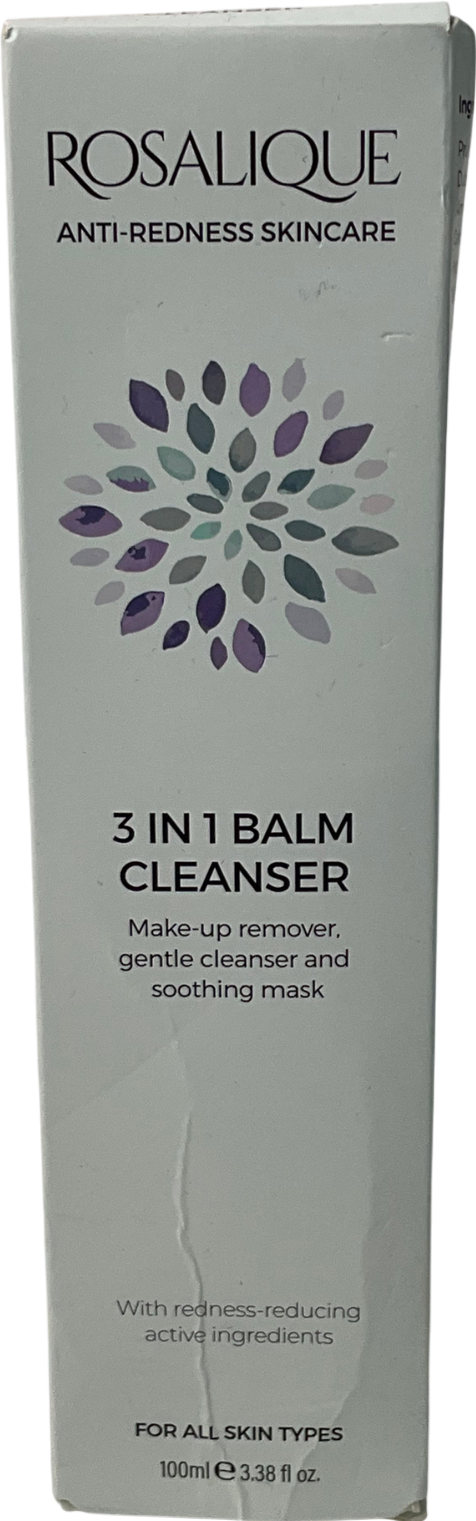 CLEANSER
ROSALIQUE
ANTI-REDNESS SKINCARE
3 IN 1 BALM
CLEANSER
Make-up remover,
gentle cleanser and
soothing mask
With redness-reducing
active ingredients
FOR ALL SKIN TYPES
100ml ℮ 3.38 fl oz.